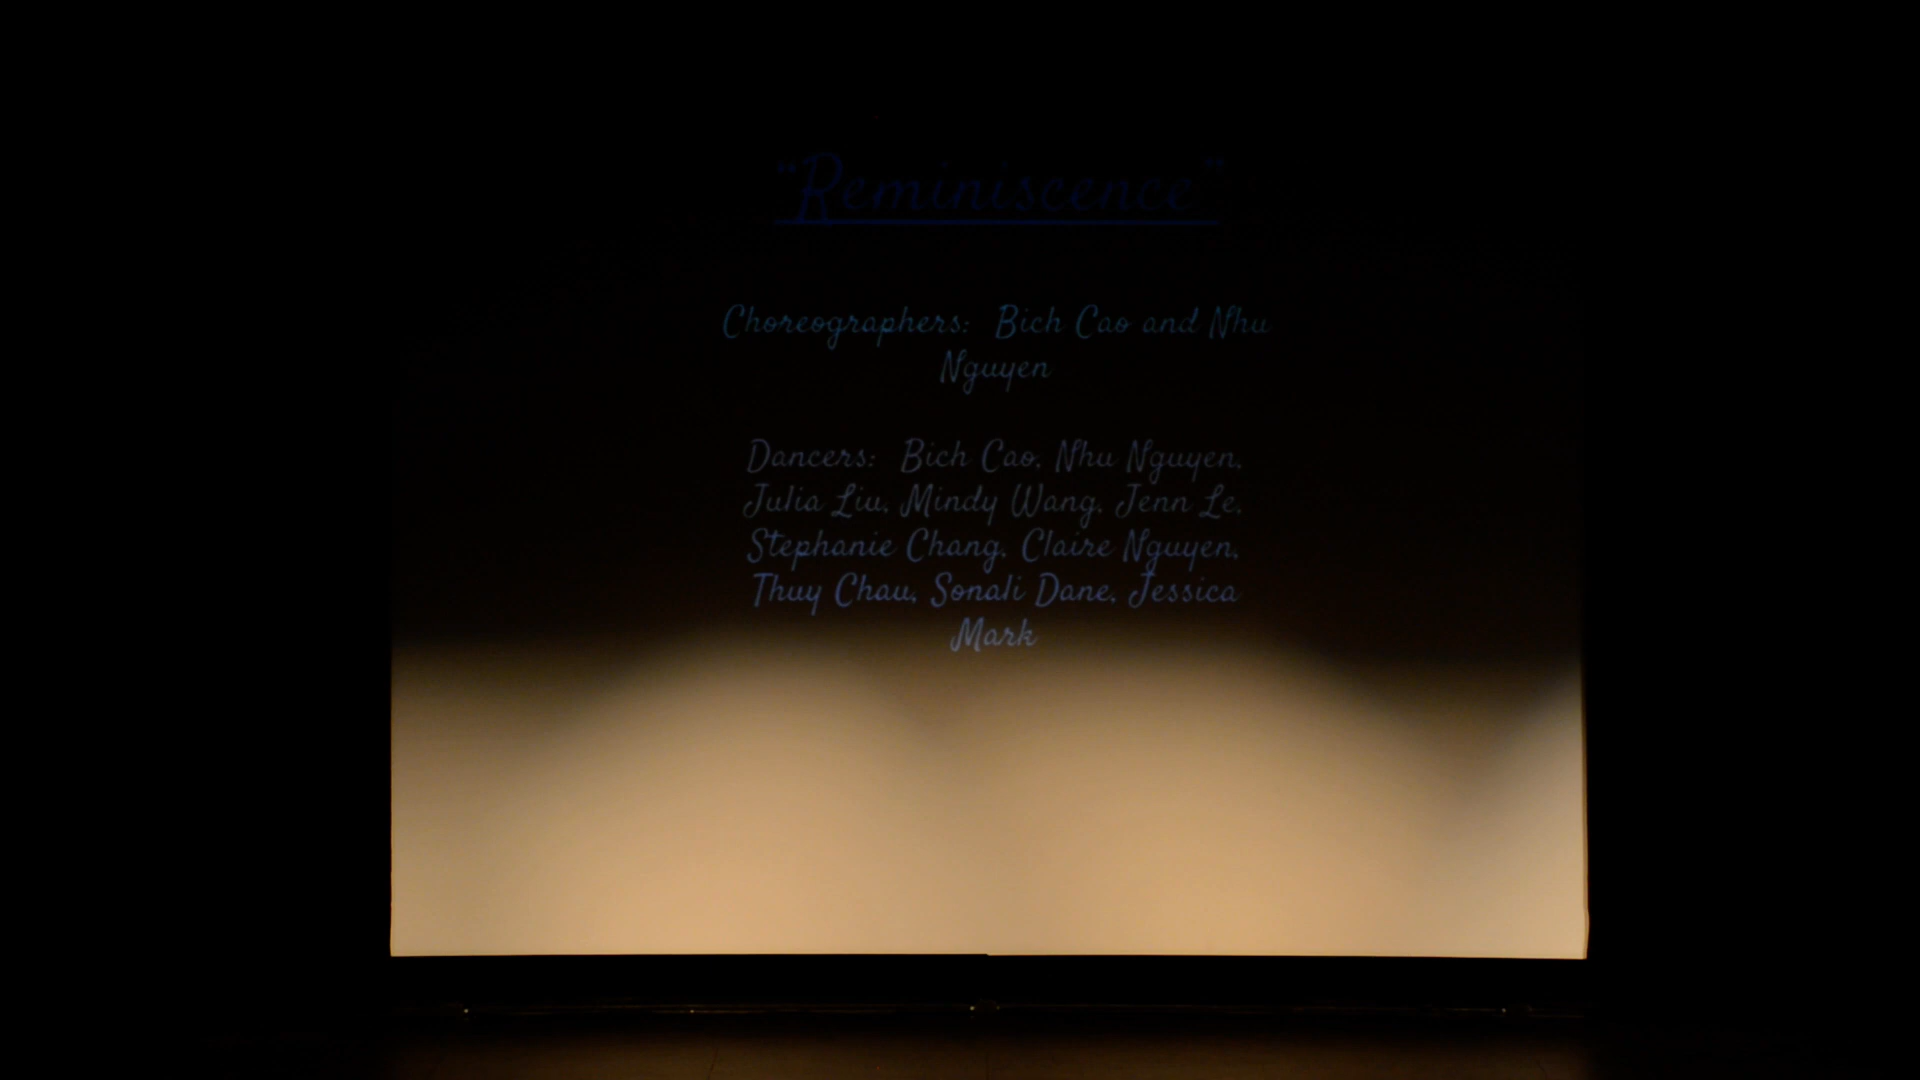 "Reminiscence"
Choreographers: Bich Cao and Nhu
Nguyen
Dancers: Bich Cao, Nhu Nguyen,
Julia Liu, Mindy Wang, Jenn Le,
Stephanie Chang, Claire Nguyen,
Thuy Chau, Sonali Dane, Jessica
Mark